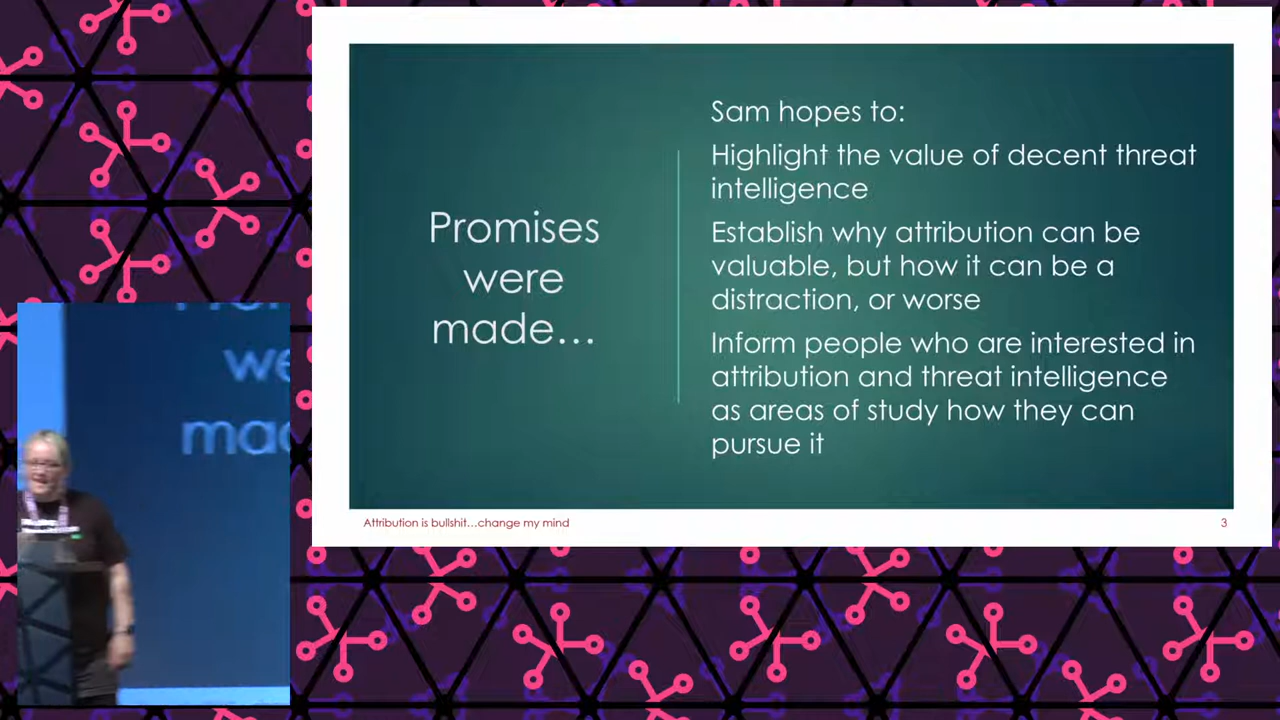 Promises
were
made…
Sam hopes to:
Highlight the value of decent threat
intelligence
Establish why attribution can be
valuable, but how it can be a
distraction, or worse
Inform people who are interested in
attribution and threat intelligence
as areas of study how they can
pursue it
Attribution is bullshit…change my mind
3
we
mad